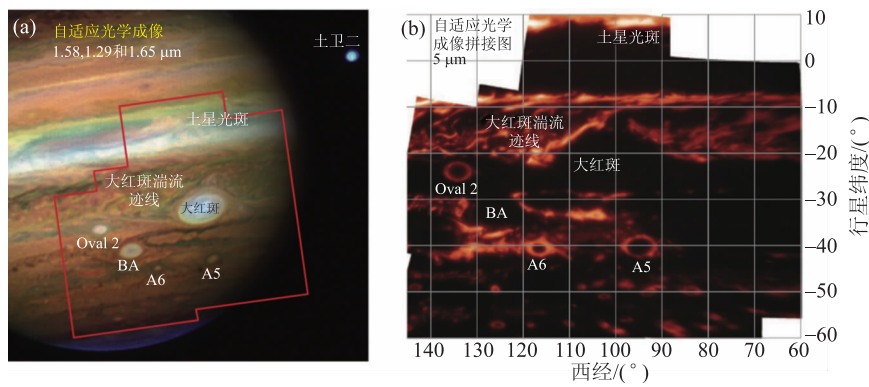 (a)
自适应光学成像
1.58,1.29和1.65 μm
土卫二
土星光斑
大红斑湍流
迹线
大红斑
Oval 2
BA
A6
A5
(b)
自适应光学
成像拼接图
5 μm
土星光斑
大红斑湍流
迹线
大红斑
Oval 2
BA
A6
A5
10
0
−10
−20
−30
−40
−50
−60
行星纬度/(°)
140 130 120 110 100 90 80 70 60
西经/(°)